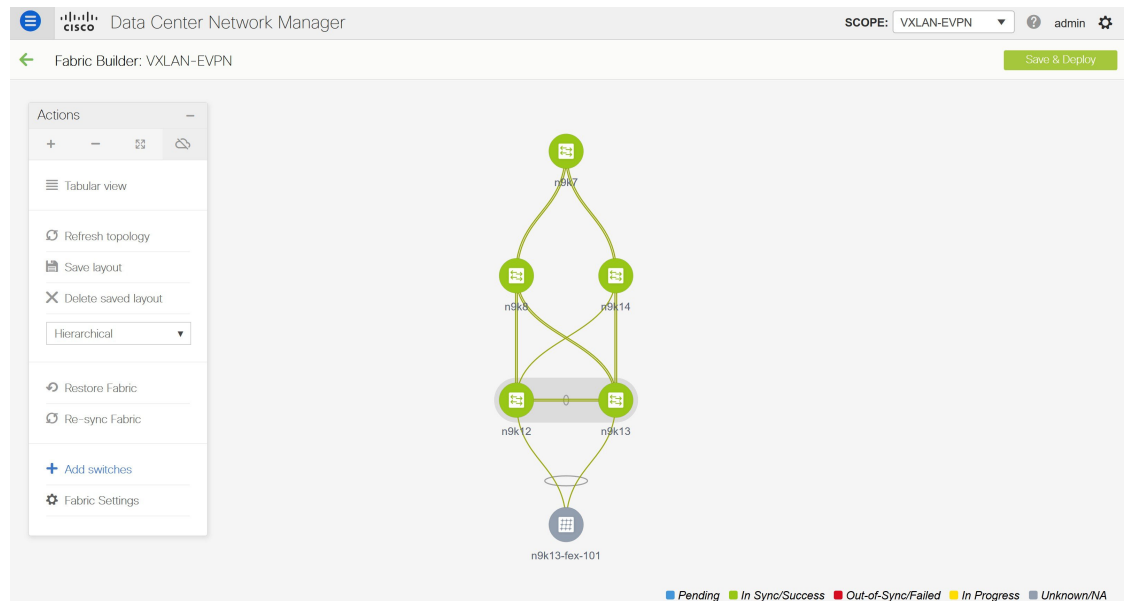 cisco Data Center Network Manager SCOPE: VXLAN-EVPN admin
Fabric Builder: VXLAN-EVPN Save & Deploy
Actions
Tabular view
Refresh topology
Save layout
Delete saved layout
Hierarchical
Restore Fabric
Re-sync Fabric
Add switches
Fabric Settings
n9k7
n9k8 n9k14
n9k12 n9k13
n9k13-fex-101
Pending In Sync/Success Out-of-Sync/Failed In Progress Unknown/NA